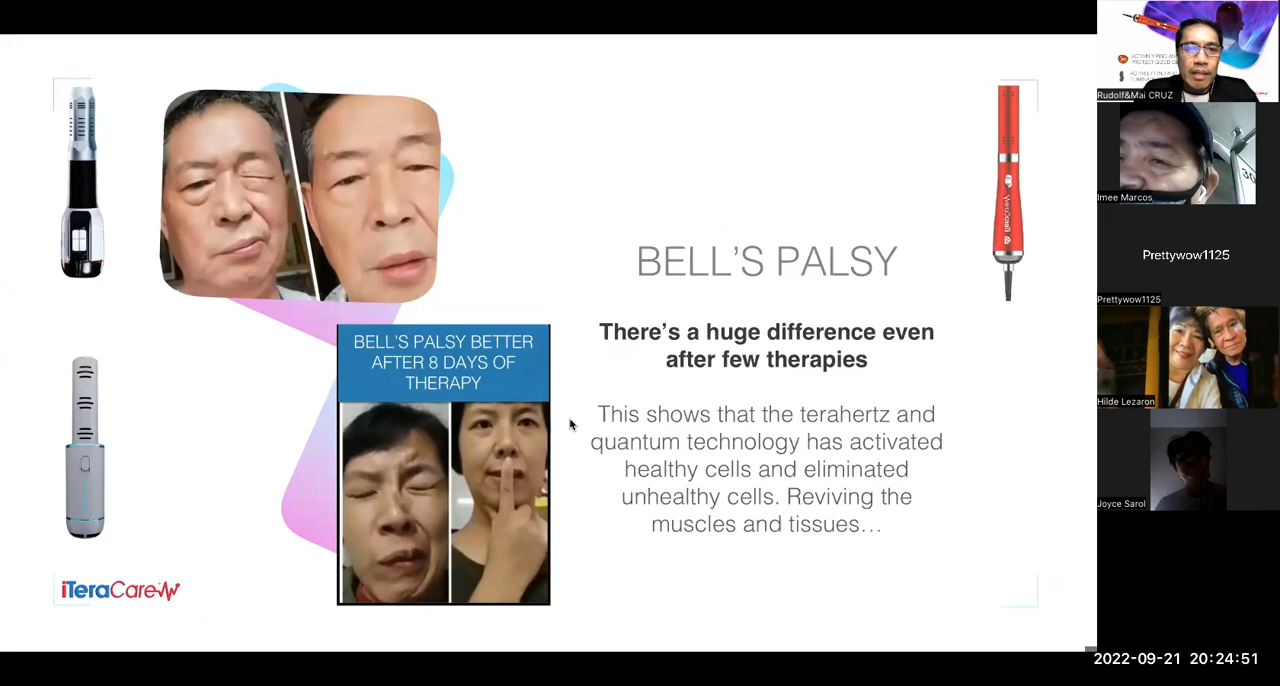 BELL'S PALSY
There's a huge difference even
after few therapies
This shows that the terahertz and
quantum technology has activated
healthy cells and eliminated
unhealthy cells. Reviving the
muscles and tissues…
BELL'S PALSY BETTER
AFTER 8 DAYS OF
THERAPY
iTeraCare
Rudolf&Mai CRUZ
Imee Marcos
30
Prettywow1125
Prettywow1125
Hilde Lezaron
Joyce Sarol
2022-09-21 20:24:51